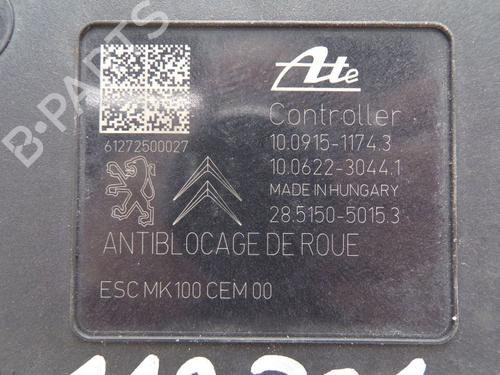 B-PARTS
Ate
Controller
61272500027
10.0915-1174.3
10.0622-3044.1
MADE IN HUNGARY
28.5150-5015.3
ANTIBLOCAGE DE ROUE
ESC MK100 CEM 00